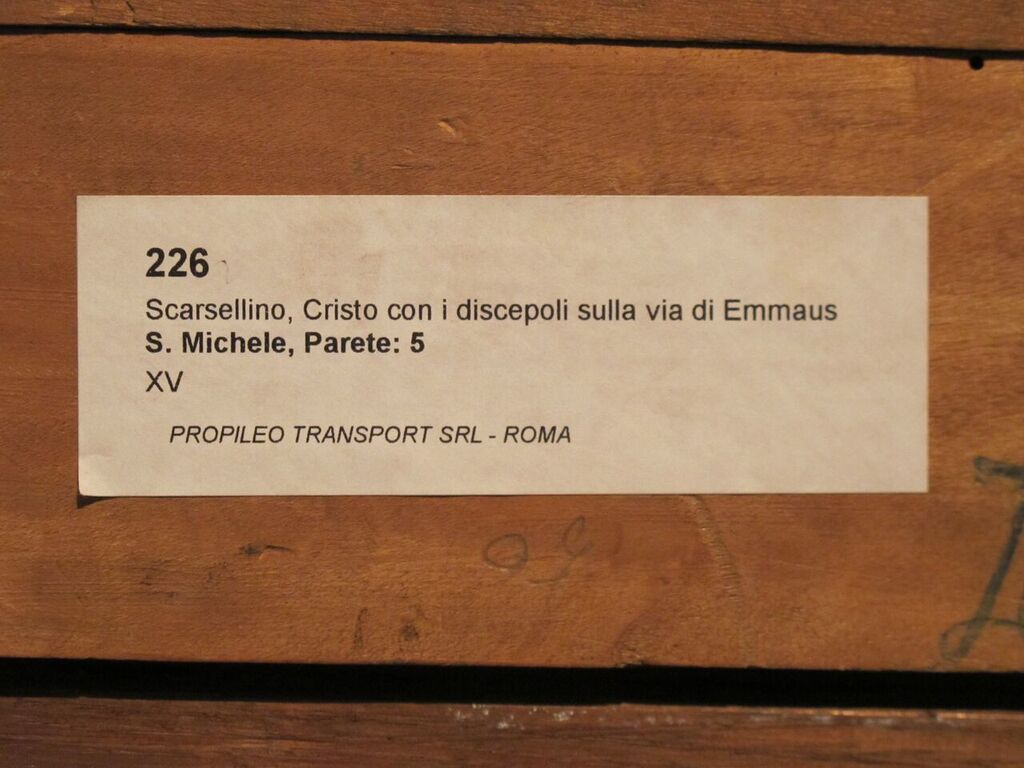 226
Scarsellino, Cristo con i discepoli sulla via di Emmaus
S. Michele, Parete: 5
XV
PROPILEO TRANSPORT SRL - ROMA